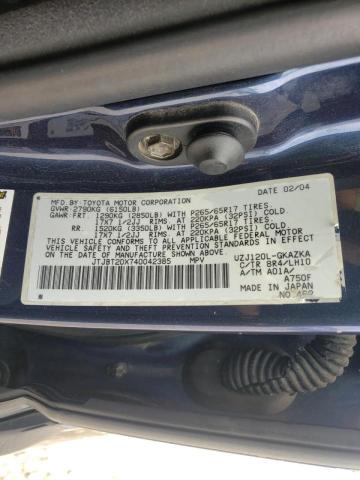 MFD.BY:TOYOTA MOTOR CORPORATION DATE 02/04
GVWR:2790KG (6150LB)
GAWR:FRT. 1290KG (2850LB) WITH P265/65R17 TIRES.
17X7 1/2JJ RIMS.AT 220KPA (32PSI) COLD.
RR. 1520KG (3350LB) WITH P265/65R17 TIRES.
17X7 1/2JJ RIMS.AT 220KPA (32PSI) COLD.
THIS VEHICLE CONFORMS TO ALL APPLICABLE FEDERAL MOTOR
VEHICLE SAFETY AND THEFT PREVENTION STANDARDS IN
EFFECT ON THE DATE OF MANUFACTURE SHOWN ABOVE.
JTJBT20X740042385 MPV UZJ120L-GKAZKA
C/TR 8R4/LH10
A/TM A01A/
A750F
MADE IN JAPAN